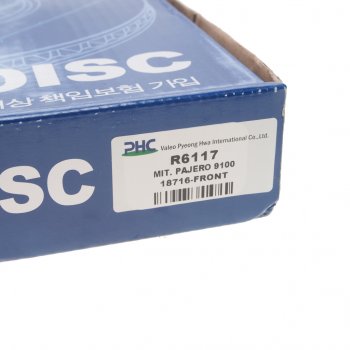 DISC
상 책임보험 가입
SC
PHC Valeo Pyeong Hwa International Co.,Ltd.
R6117
MIT. PAJERO 9100
18716-FRONT